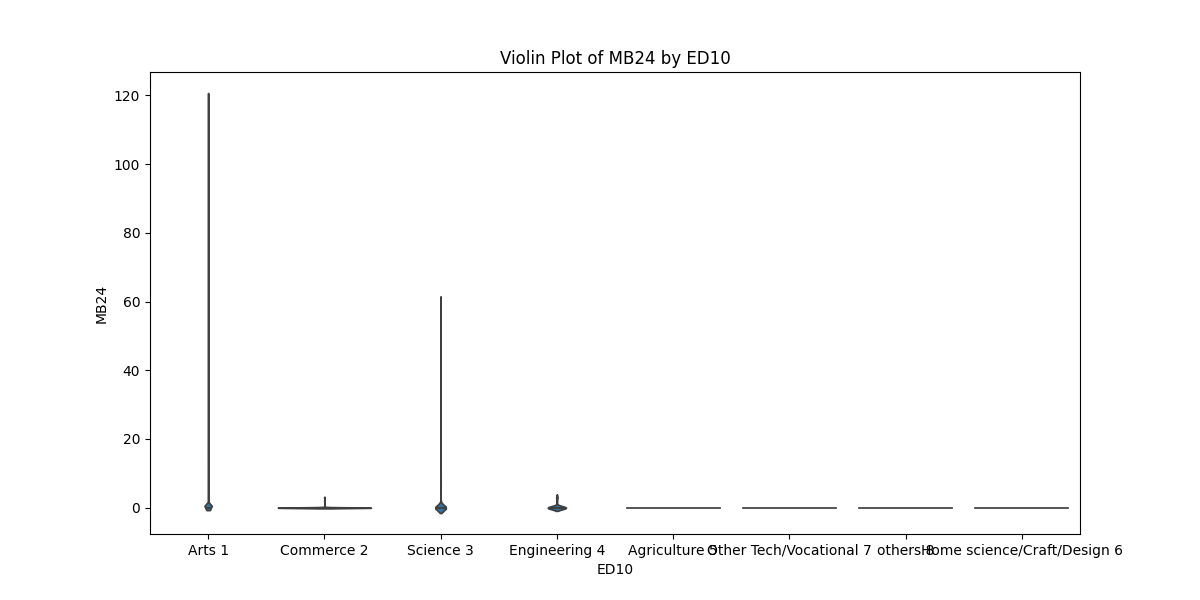 Violin Plot of MB24 by ED10
120
100
80
60
40
20
0
MB24
Arts 1
Commerce 2
Science 3
Engineering 4
Agriculture 5
Other Tech/Vocational 7
others 8
Home science/Craft/Design 6
ED10